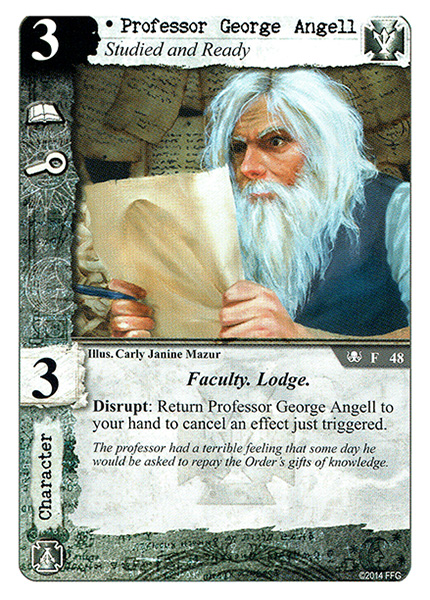 3
• Professor George Angell
Studied and Ready
Illus. Carly Janine Mazur
F 48
3
Faculty. Lodge.
Disrupt: Return Professor George Angell to
your hand to cancel an effect just triggered.
The professor had a terrible feeling that some day he
would be asked to repay the Order's gifts of knowledge.
Character
©2014 FFG